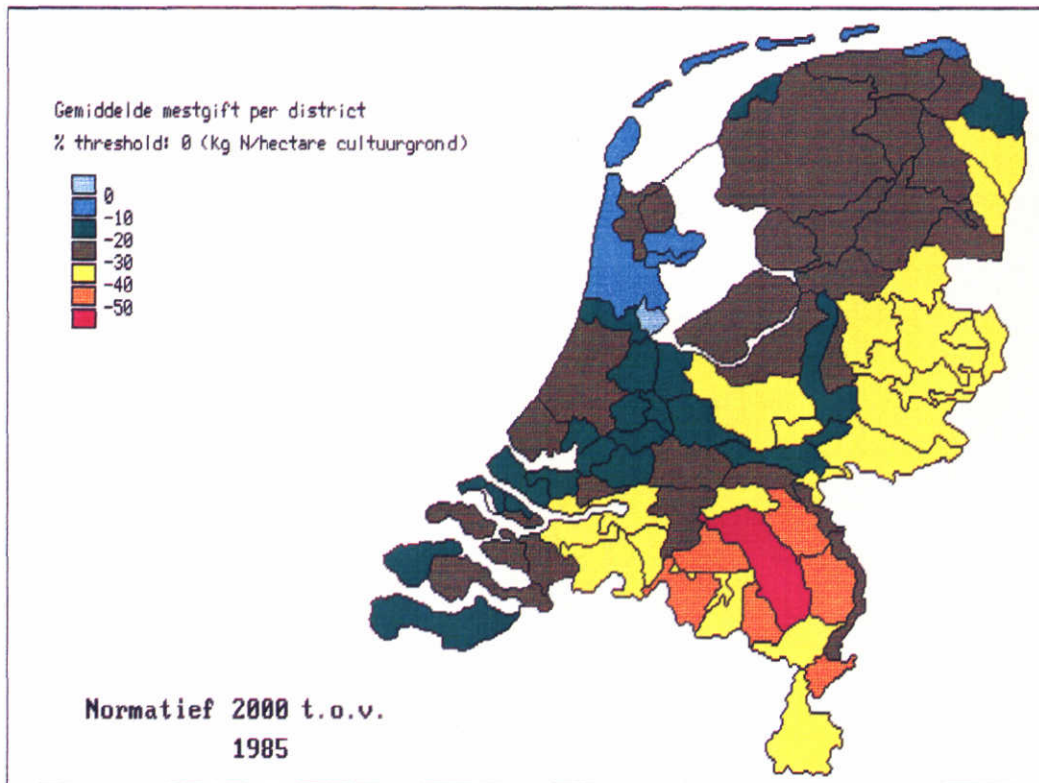 Gemiddelde mestgift per district
% threshold: 0 (Kg N/hectare cultuurgrond)
0
-10
-20
-30
-40
-50
Normatief 2000 t.o.v.
1985